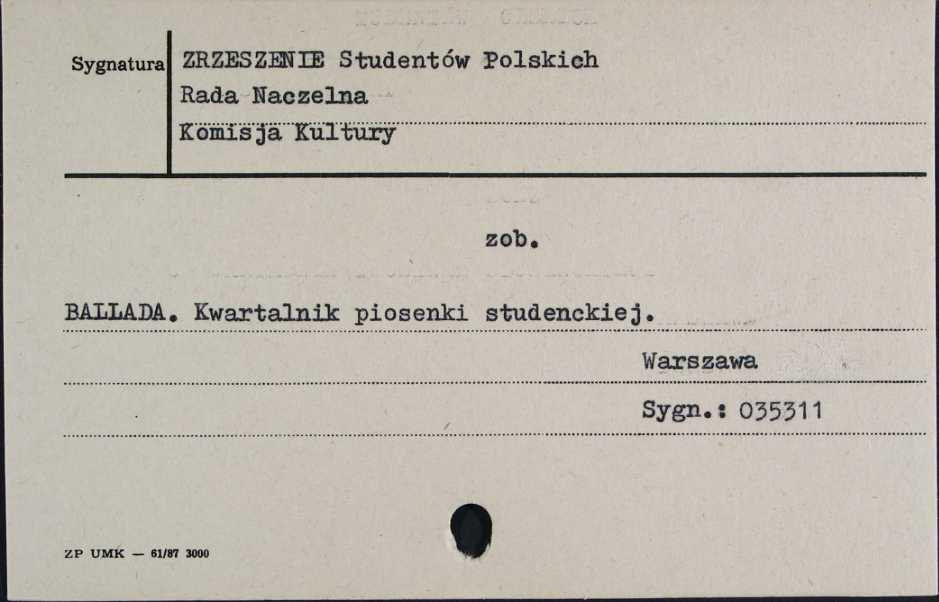 Sygnatura ZRZESZENIE Studentów Polskich
Rada Naczelna
Komisja Kultury
zob.
BALLADA. Kwartalnik piosenki studenckiej.
Warszawa
Sygn.: 035311
ZP UMK — 61/87 3000